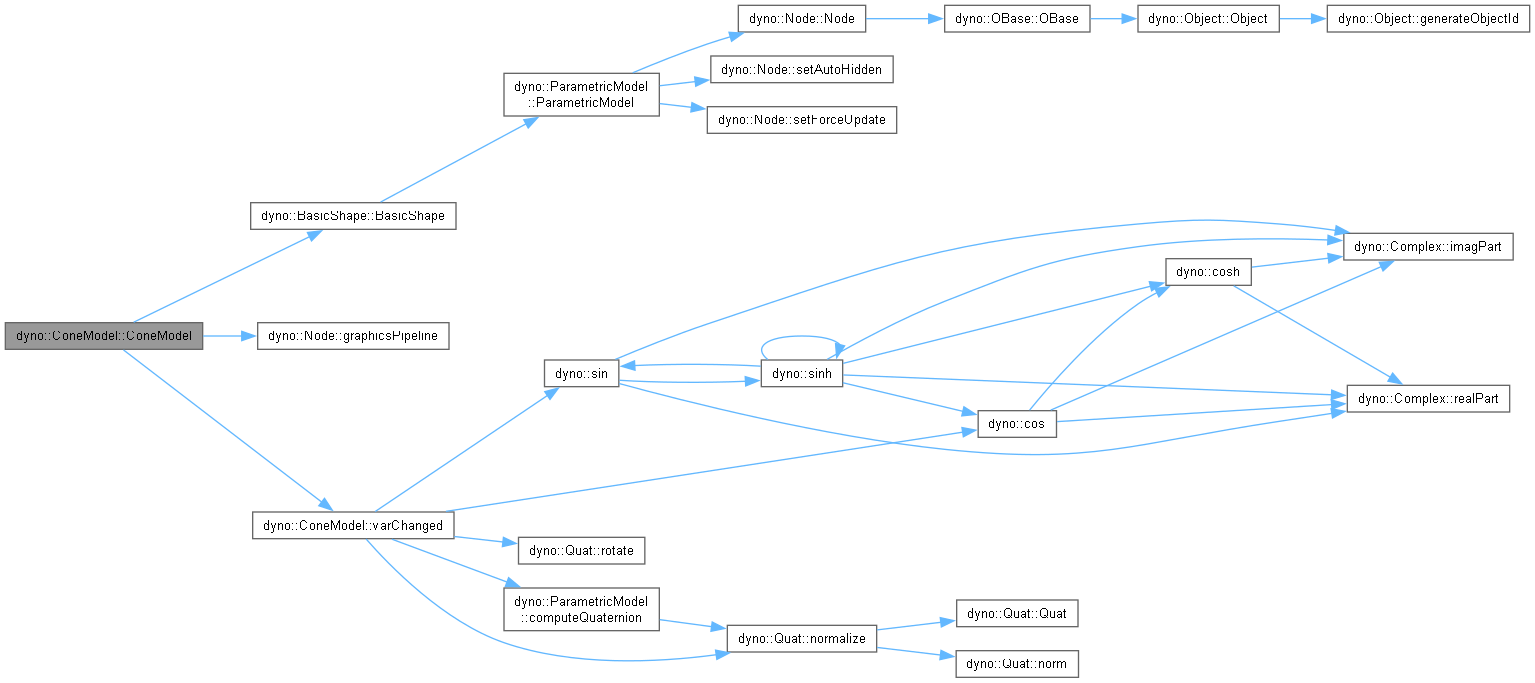 dyno::Node::Node
dyno::OBase::OBase
dyno::Object::Object
dyno::Object::generateObjectId
dyno::Node::setAutoHidden
dyno::ParametricModel
::ParametricModel
dyno::Node::setForceUpdate
dyno::BasicShape::BasicShape
dyno::Complex::imagPart
dyno::cosh
dyno::ConeModel::ConeModel
dyno::Node::graphicsPipeline
dyno::sin
dyno::sinh
dyno::Complex::realPart
dyno::cos
dyno::ConeModel::varChanged
dyno::Quat::rotate
dyno::ParametricModel
::computeQuaternion
dyno::Quat::Quat
dyno::Quat::normalize
dyno::Quat::norm